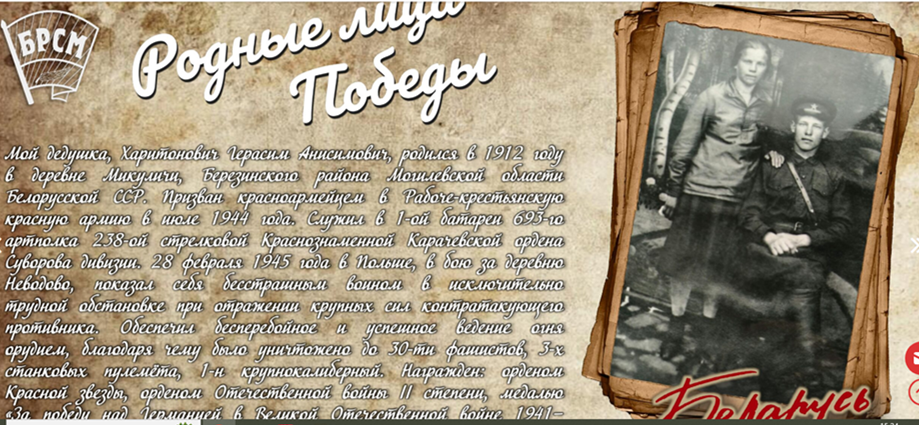 БРСМ
Родные лица
Победы
Мой дедушка, Харитонович Герасим Анисимович, родился в 1912 году
в деревне Микуличи, Березинского района Могилевской области
Белорусской ССР. Призван красноармейцем в Рабоче-крестьянскую
красную армию в июле 1944 года. Служил в 1-ой батареи 693-го
артполка 238-ой стрелковой Краснознаменной Карачевской ордена
Суворова дивизии. 28 февраля 1945 года в Польше, в бою за деревню
Неводово, показал себя бесстрашным воином в исключительно
трудной обстановке при отражении крупных сил контратакующего
противника. Обеспечил бесперебойное и успешное ведение огня
орудием, благодаря чему было уничтожено до 30-ти фашистов, 3-х
станковых пулемёта, 1-н крупнокалиберный. Награжден: орденом
Красной звезды, орденом Отечественной войны II степени, медалью
«За победу над Германией в Великой Отечественной войне 1941–
Беларусь